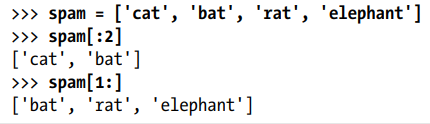 >>> spam = ['cat', 'bat', 'rat', 'elephant']
>>> spam[:2]
['cat', 'bat']
>>> spam[1:]
['bat', 'rat', 'elephant']